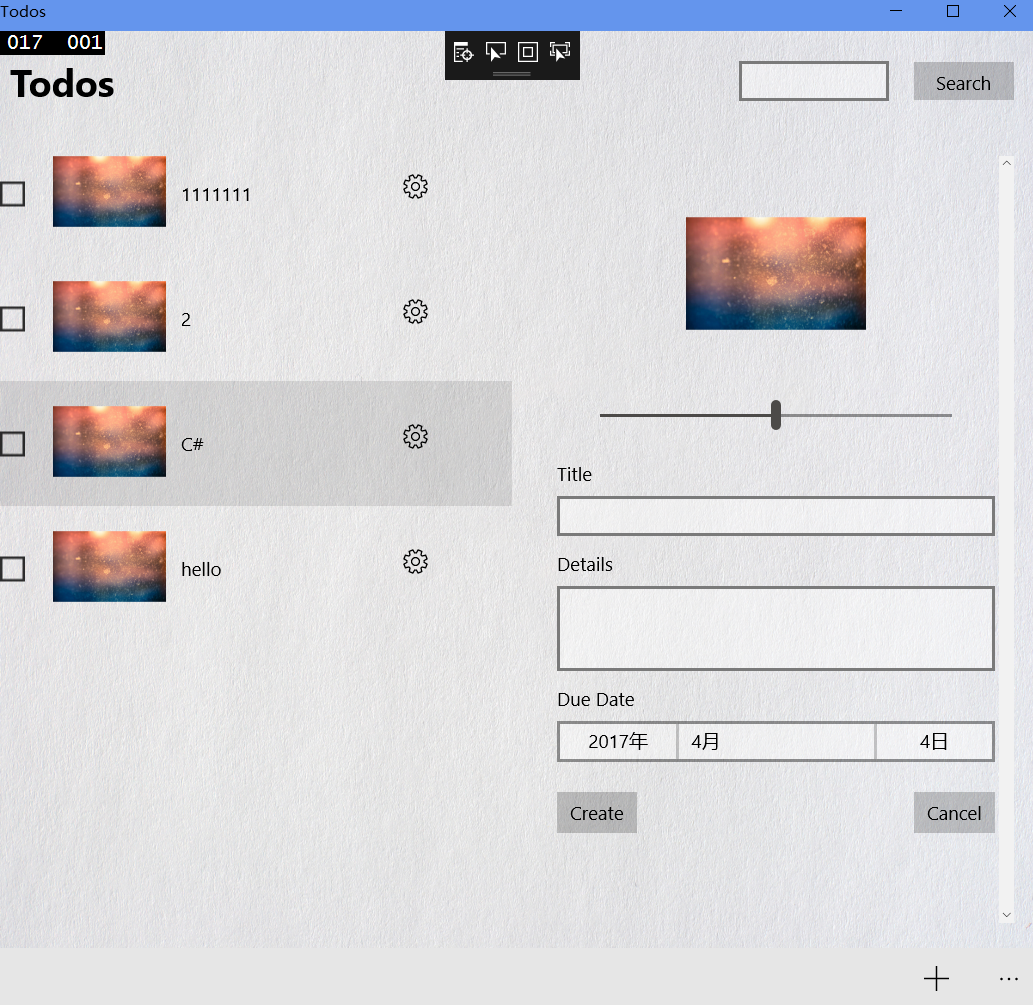 Todos
017 001
Todos
Search
1111111
2
C#
hello
Title
Details
Due Date
2017年 4月 4日
Create Cancel